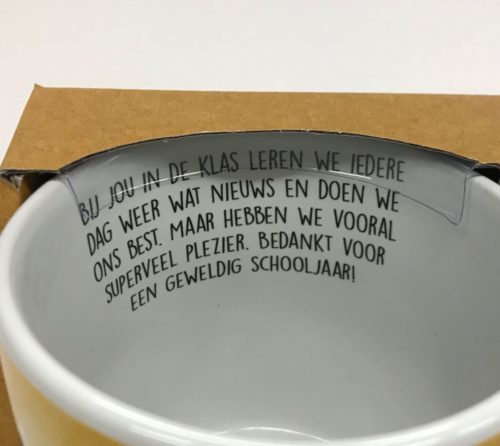 BIJ JOU IN DE KLAS LEREN WE IEDERE
DAG WEER WAT NIEUWS EN DOEN WE
ONS BEST. MAAR HEBBEN WE VOORAL
SUPERVEEL PLEZIER. BEDANKT VOOR
EEN GEWELDIG SCHOOLJAAR!